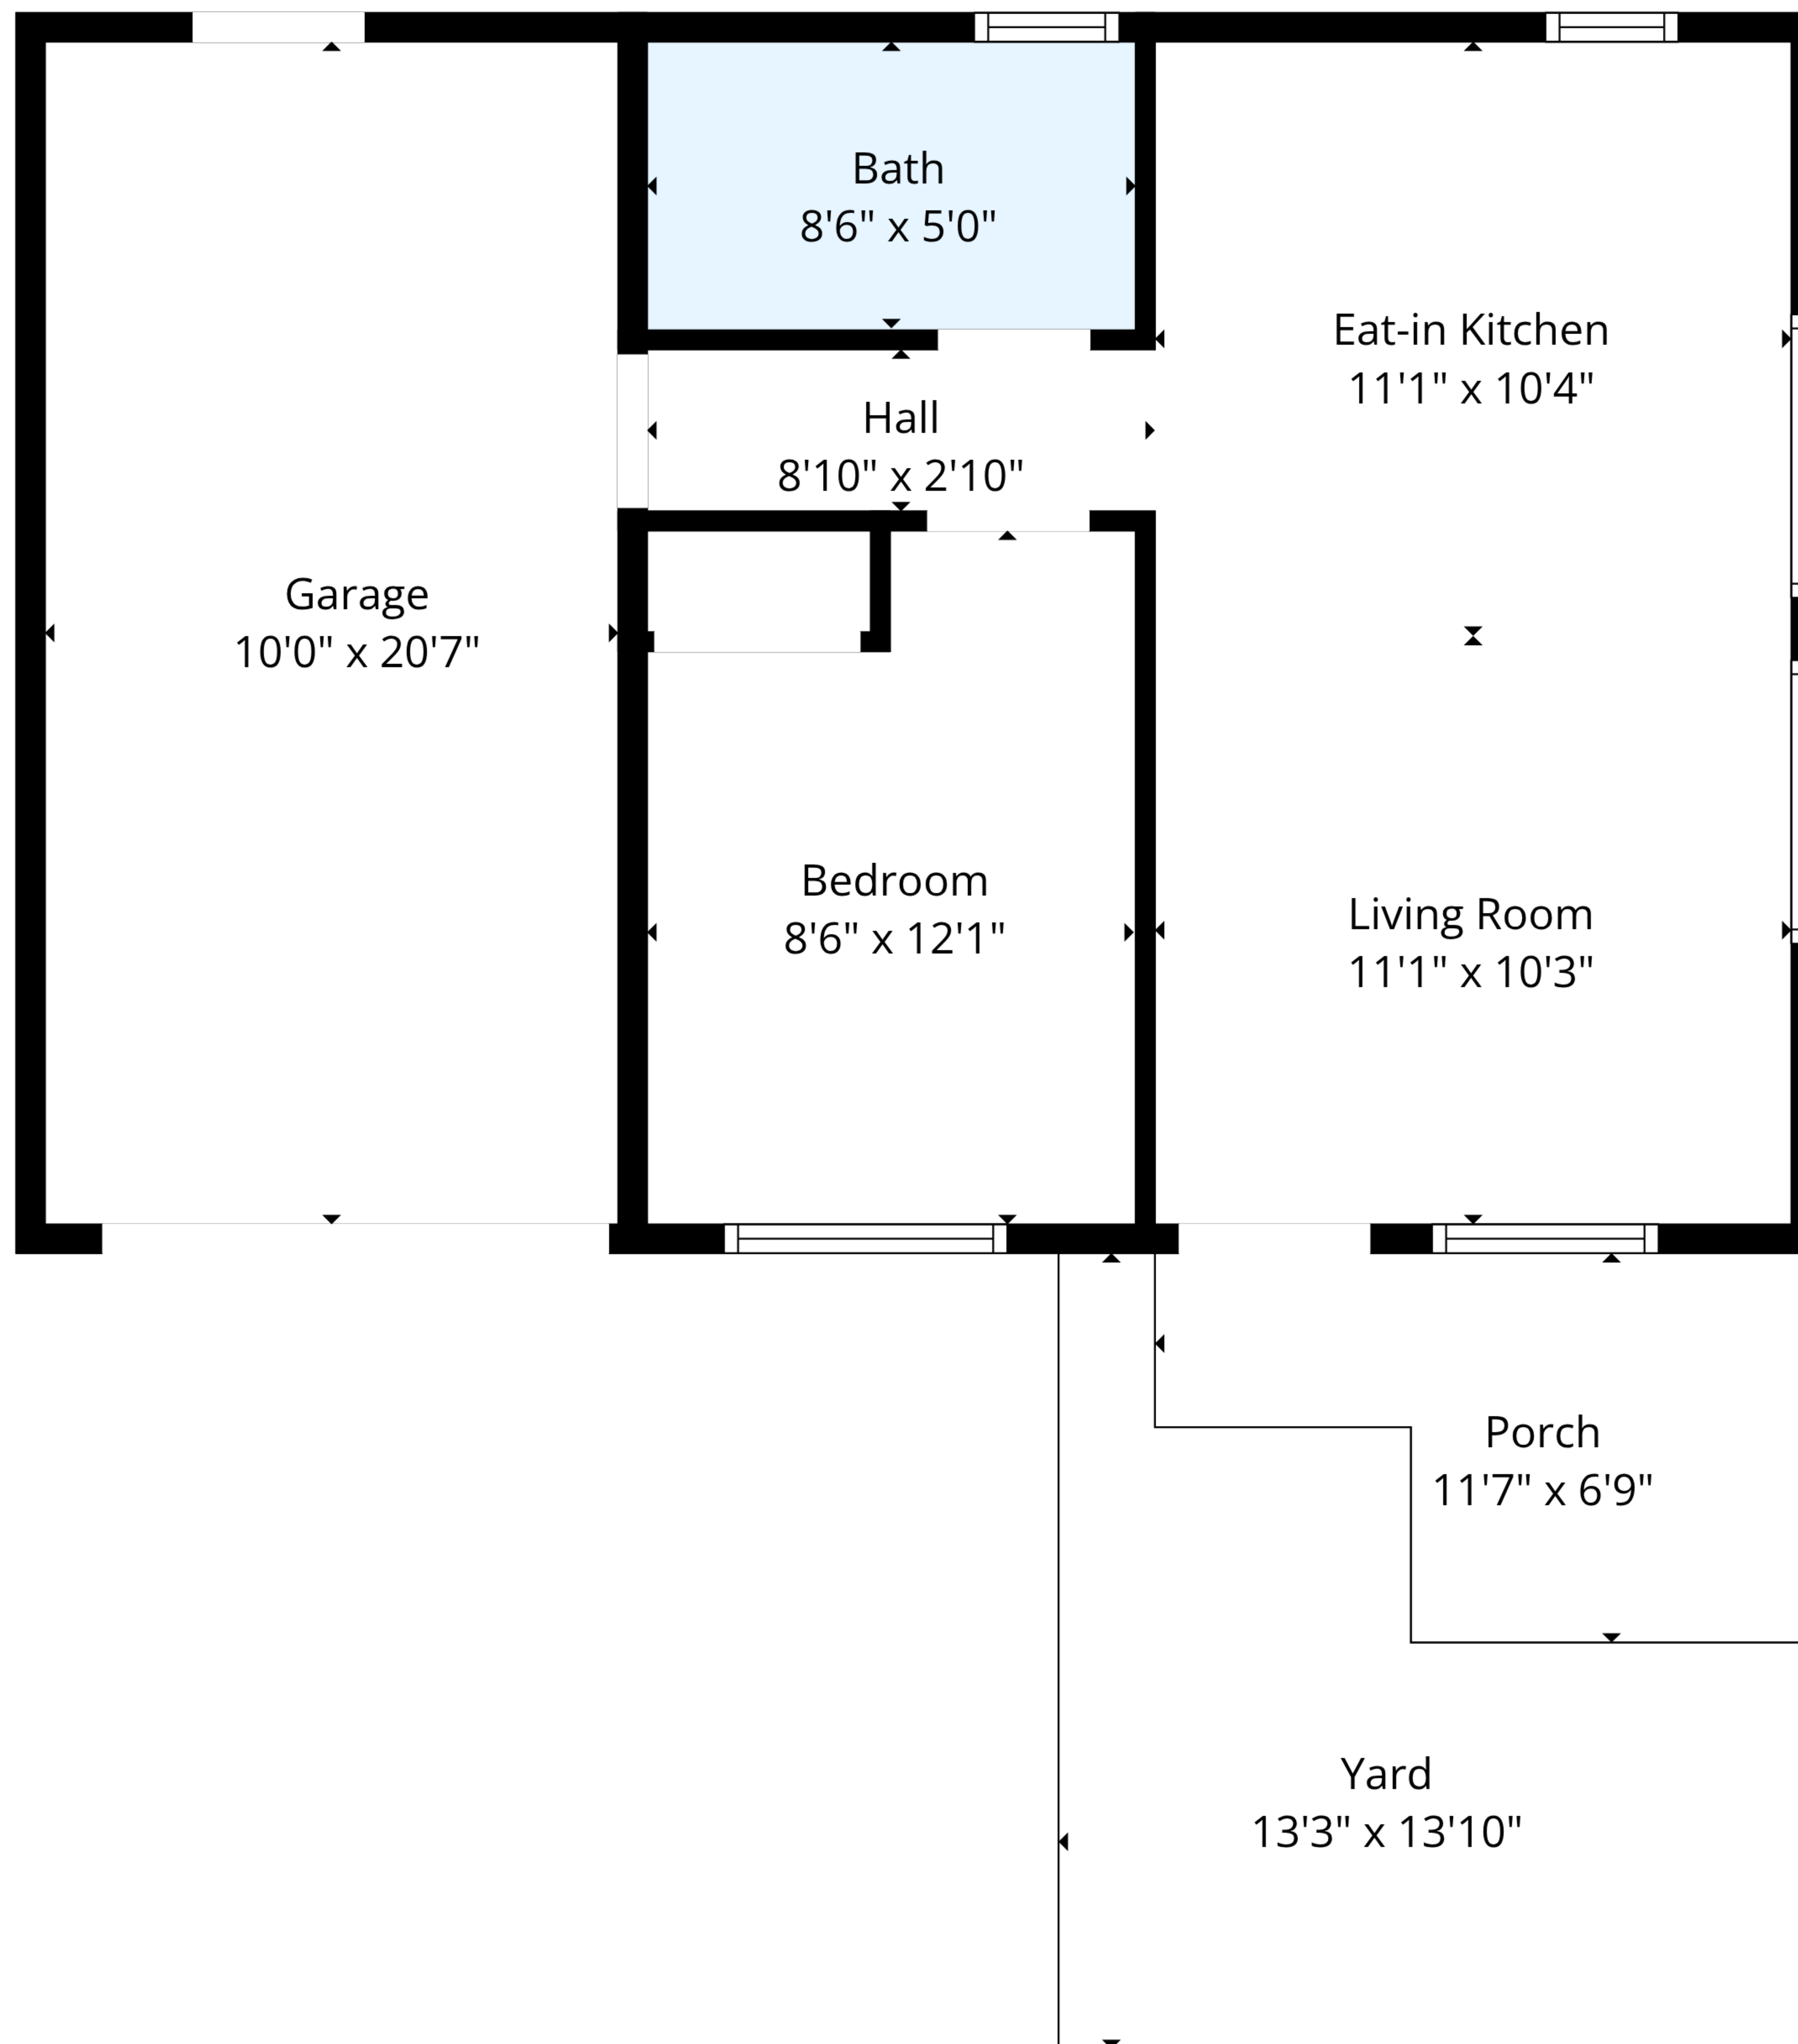 Bath
8'6" x 5'0"
Eat-in Kitchen
11'1" x 10'4"
Hall
8'10" x 2'10"
Garage
10'0" x 20'7"
Bedroom
8'6" x 12'1"
Living Room
11'1" x 10'3"
Porch
11'7" x 6'9"
Yard
13'3" x 13'10"